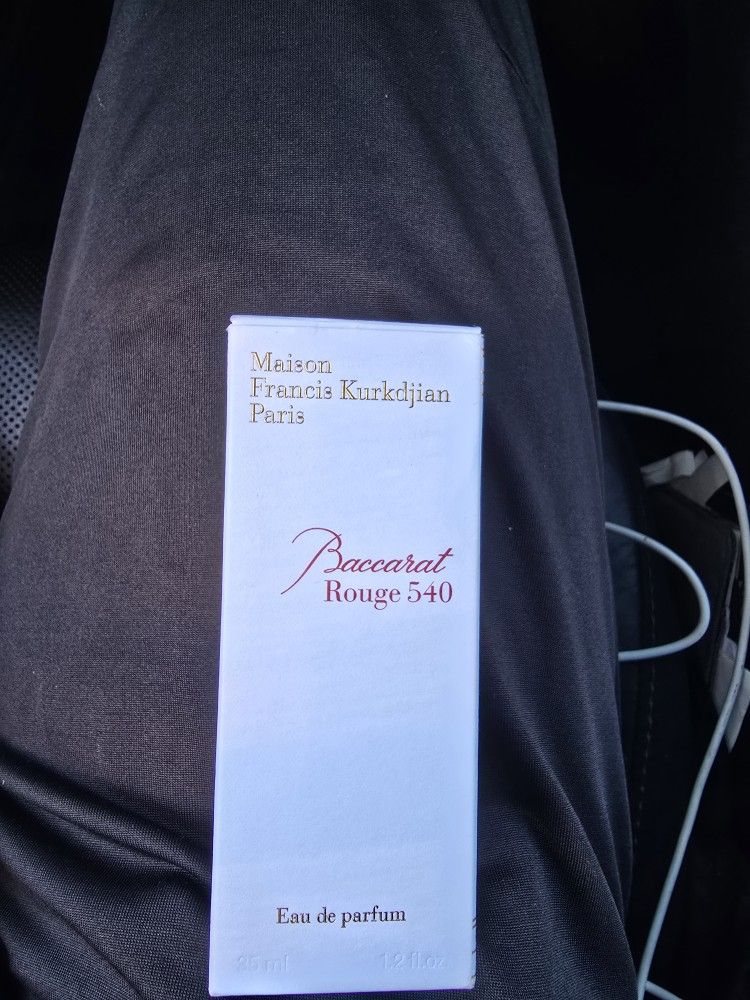 Maison
Francis Kurkdjian
Paris
Baccarat
Rouge 540
Eau de parfum
35 ml 1.2 fl.oz